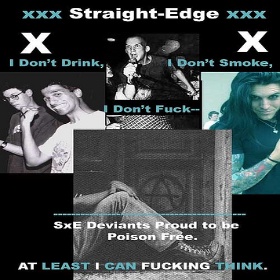 xxx Straight-Edge xxx
X X
I Don't Drink, I Don't Smoke,
I Don't Fuck--
SxE Deviants Proud to be
Poison Free.
AT LEAST I CAN FUCKING THINK.